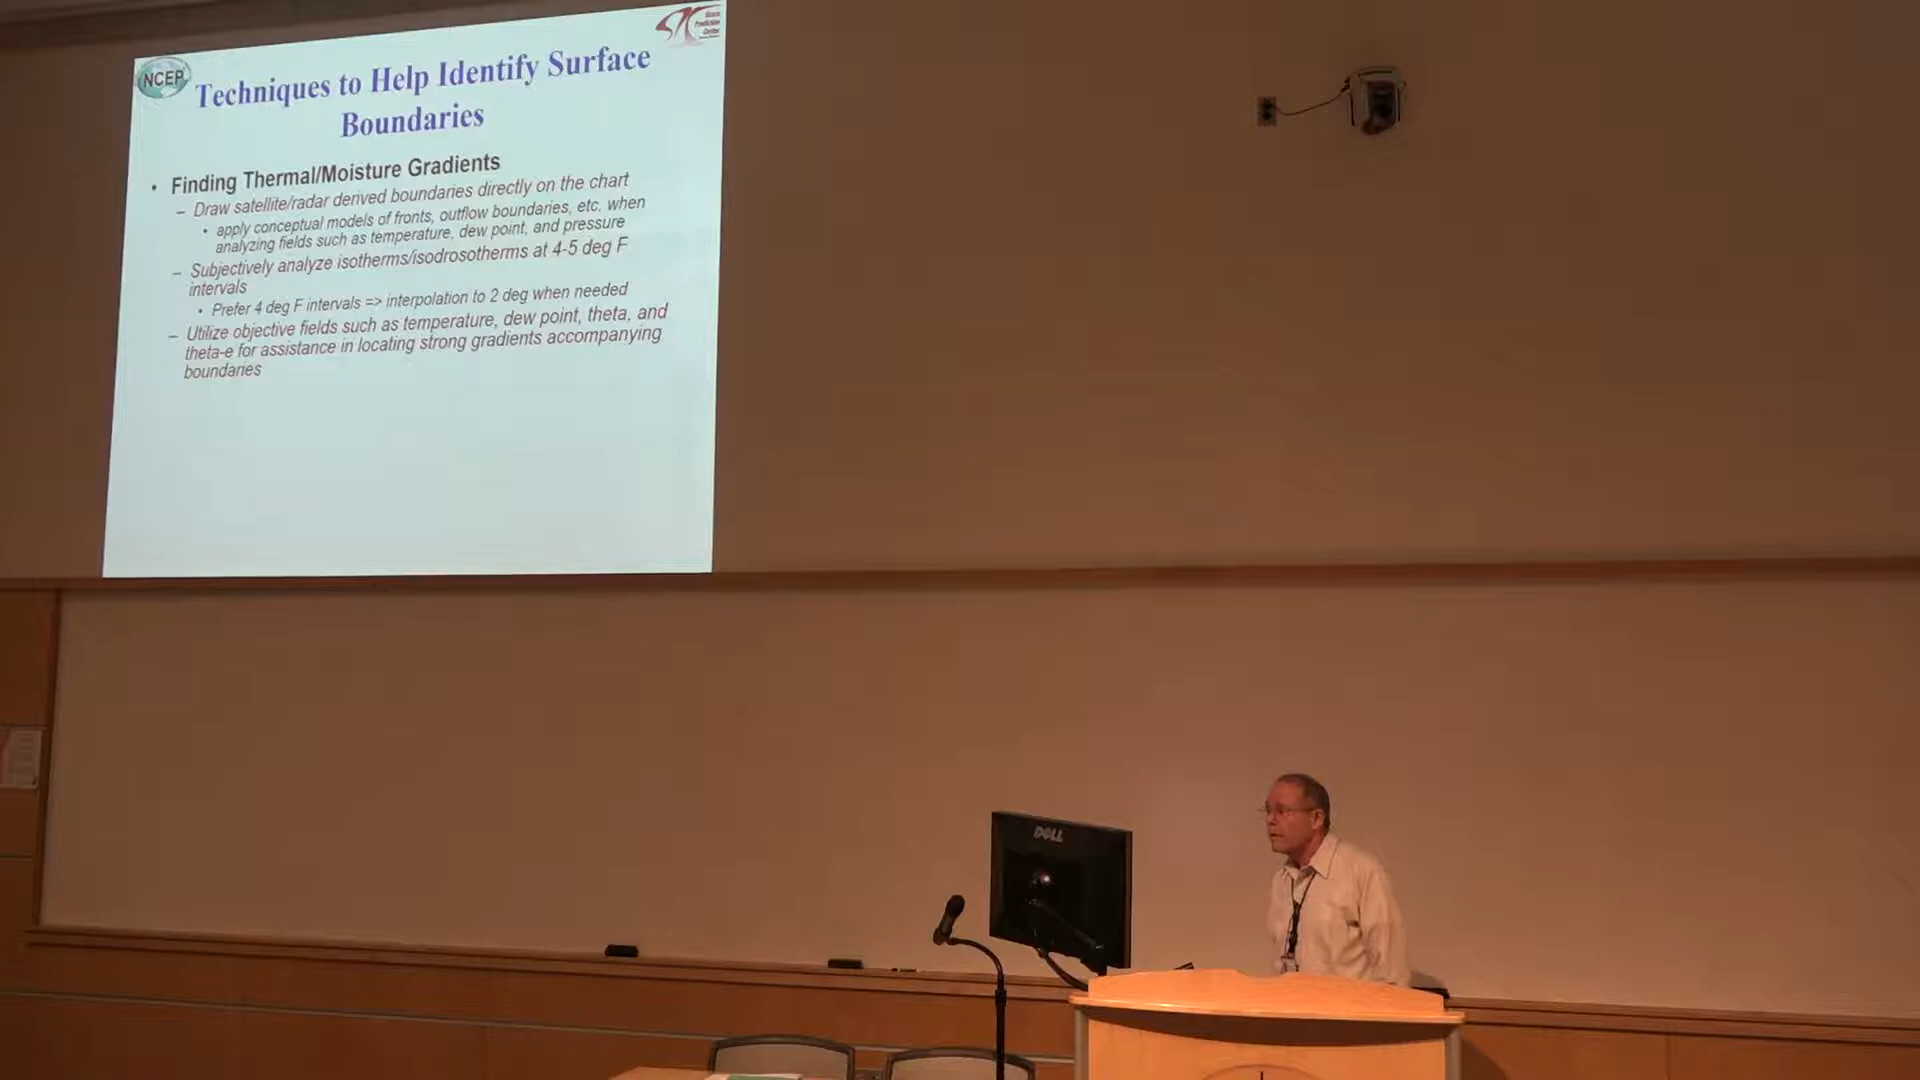 NCEP
Storm
Prediction
Center
Techniques to Help Identify Surface
Boundaries
• Finding Thermal/Moisture Gradients
– Draw satellite/radar derived boundaries directly on the chart
• apply conceptual models of fronts, outflow boundaries, etc. when
analyzing fields such as temperature, dew point, and pressure
– Subjectively analyze isotherms/isodrosotherms at 4-5 deg F
intervals
• Prefer 4 deg F intervals => interpolation to 2 deg when needed
– Utilize objective fields such as temperature, dew point, theta, and
theta-e for assistance in locating strong gradients accompanying
boundaries
DELL